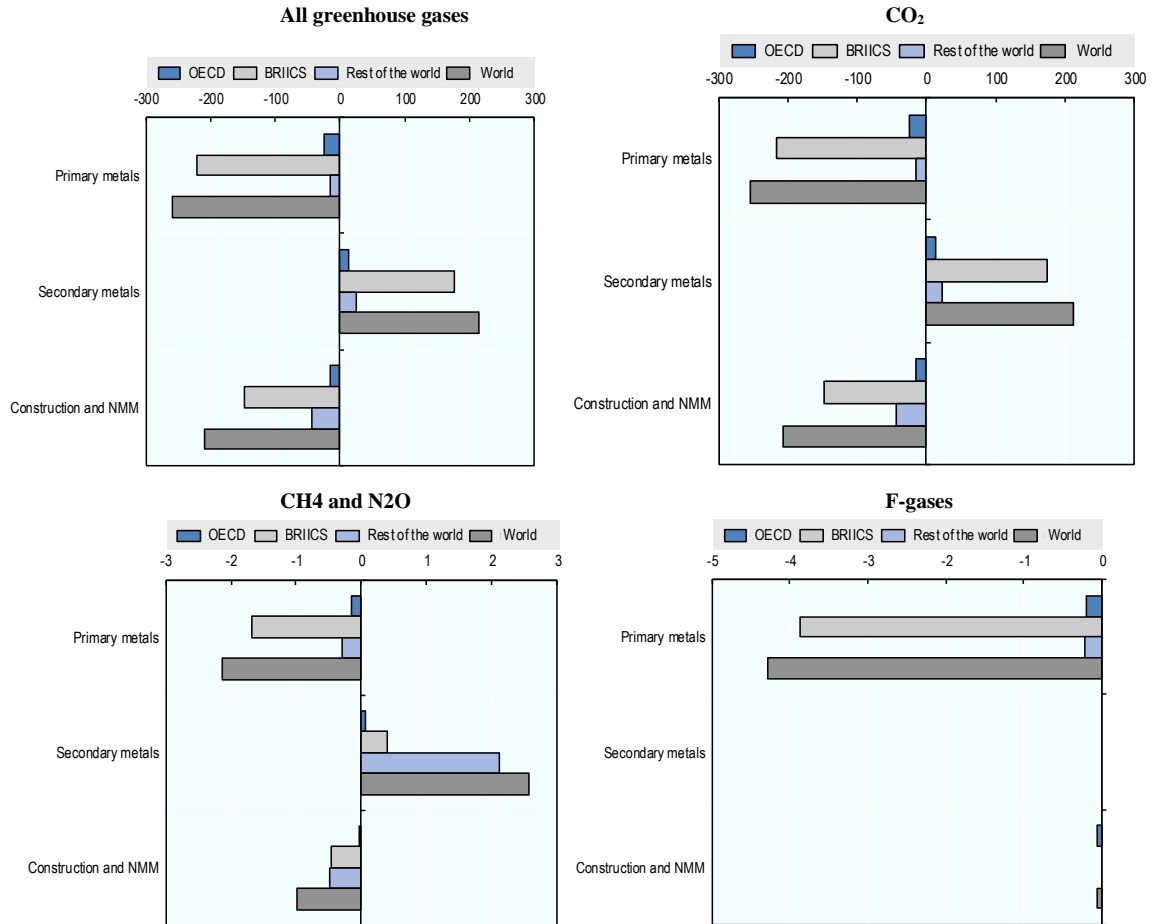 All greenhouse gases
OECD BRIICS Rest of the world World
-300 -200 -100 0 100 200 300
Primary metals
Secondary metals
Construction and NMM
CO₂
OECD BRIICS Rest of the world World
-300 -200 -100 0 100 200 300
Primary metals
Secondary metals
Construction and NMM
CH4 and N2O
OECD BRIICS Rest of the world World
-3 -2 -1 0 1 2 3
Primary metals
Secondary metals
Construction and NMM
F-gases
OECD BRIICS Rest of the world World
-5 -4 -3 -2 -1 0
Primary metals
Secondary metals
Construction and NMM